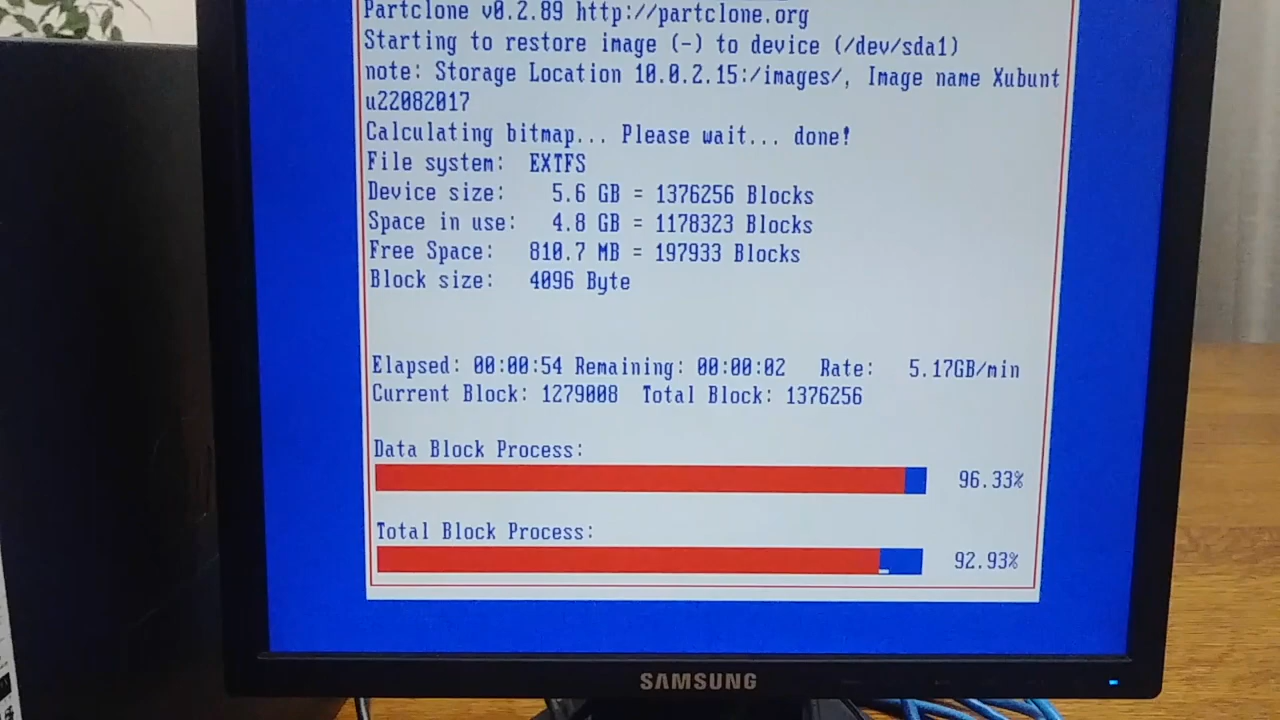 Partclone v0.2.89 http://partclone.org
Starting to restore image (-) to device (/dev/sda1)
note: Storage Location 10.0.2.15:/images/, Image name Xubunt
u22082017
Calculating bitmap... Please wait... done!
File system: EXTFS
Device size: 5.6 GB = 1376256 Blocks
Space in use: 4.8 GB = 1178323 Blocks
Free Space: 810.7 MB = 197933 Blocks
Block size: 4096 Byte
Elapsed: 00:00:54 Remaining: 00:00:02 Rate: 5.17GB/min
Current Block: 1279008 Total Block: 1376256
Data Block Process:
96.33%
Total Block Process:
92.93%
SAMSUNG